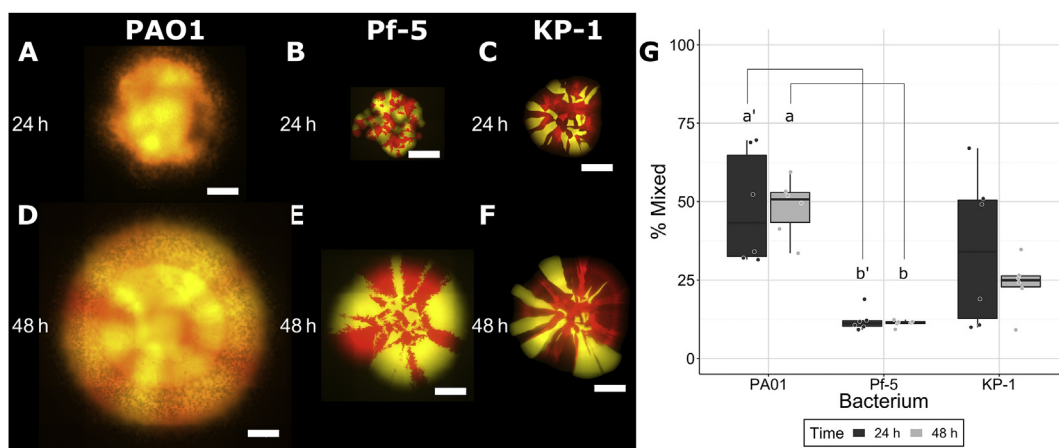 PAO1 Pf-5 KP-1
A B C G
24 h 24 h 24 h
D E F
48 h 48 h 48 h
100
75
50
25
0
% Mixed
a' a
b' b
PA01 Pf-5 KP-1
Bacterium
Time 24 h 48 h